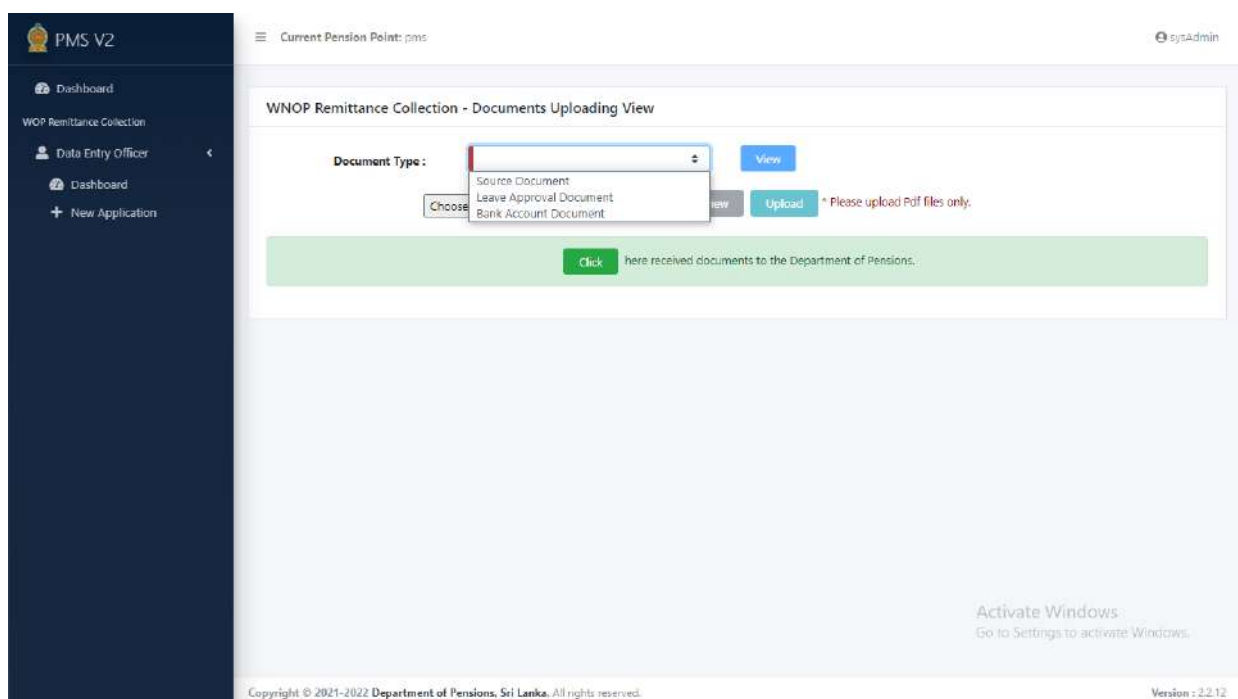 PMS V2
Current Pension Point: pms
sysAdmin
Dashboard
WOP Remittance Collection
Data Entry Officer
Dashboard
New Application
WNOP Remittance Collection - Documents Uploading View
Document Type :
View
Source Document
Leave Approval Document
Bank Account Document
Choose
Upload
* Please upload Pdf files only.
Click here received documents to the Department of Pensions.
Activate Windows
Go to Settings to activate Windows.
Copyright © 2021-2022 Department of Pensions, Sri Lanka. All rights reserved.
Version : 2.2.12